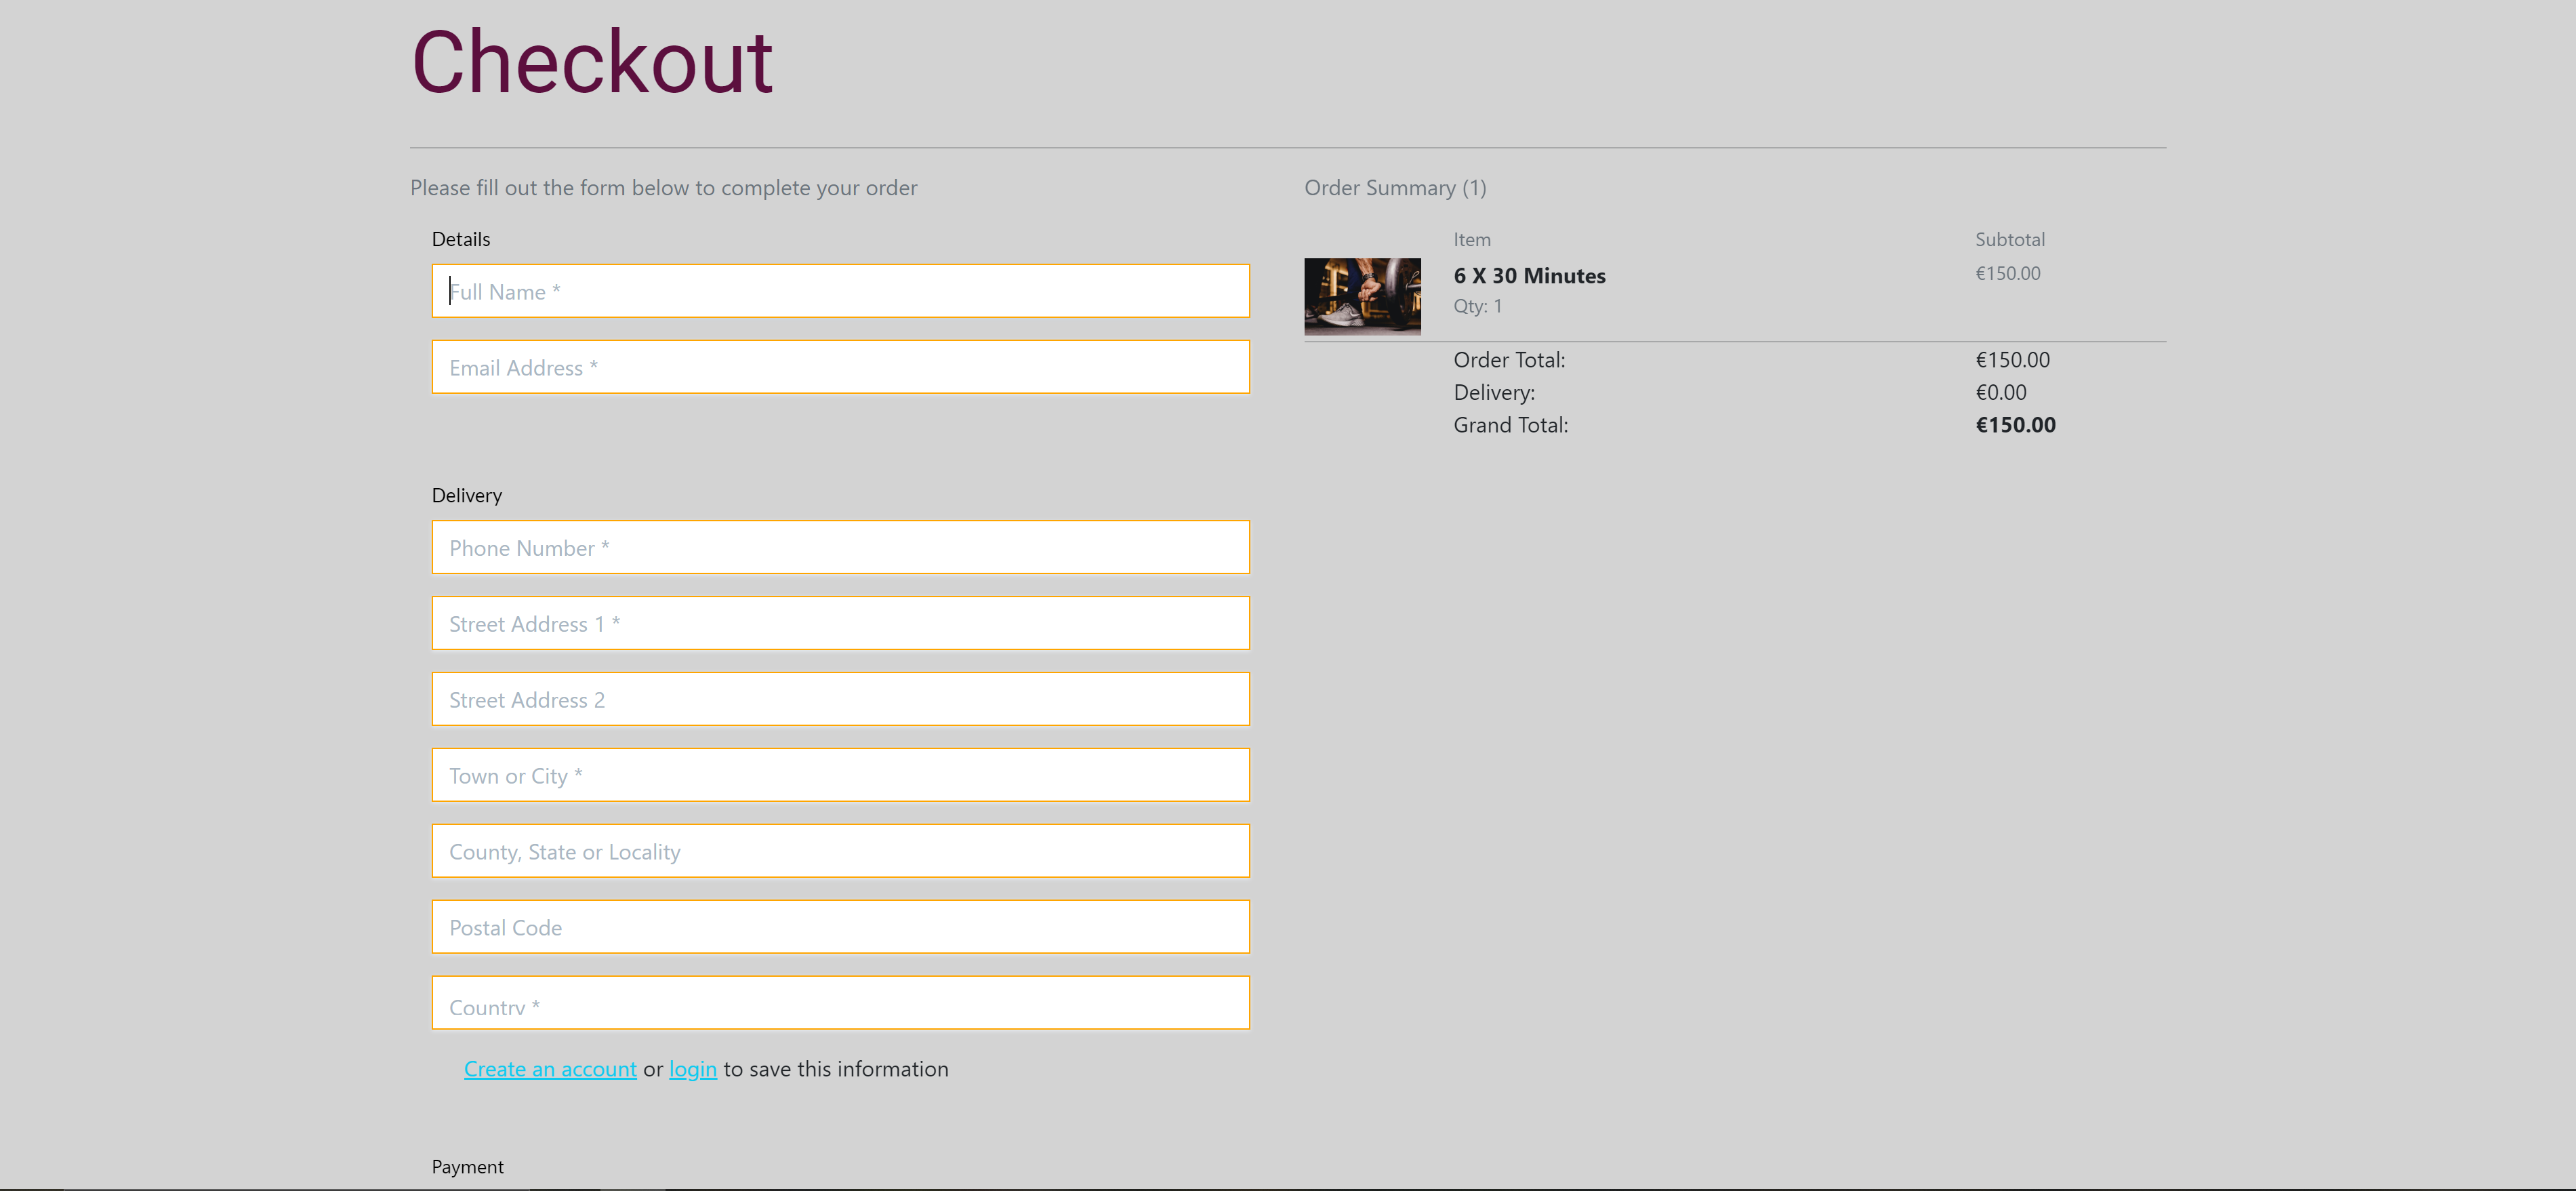 Checkout
Please fill out the form below to complete your order
Details
Full Name *
Email Address *
Delivery
Phone Number *
Street Address 1 *
Street Address 2
Town or City *
County, State or Locality
Postal Code
Country *
Create an account or login to save this information
Payment
Order Summary (1)
Item Subtotal
6 X 30 Minutes €150.00
Qty: 1
Order Total: €150.00
Delivery: €0.00
Grand Total: €150.00